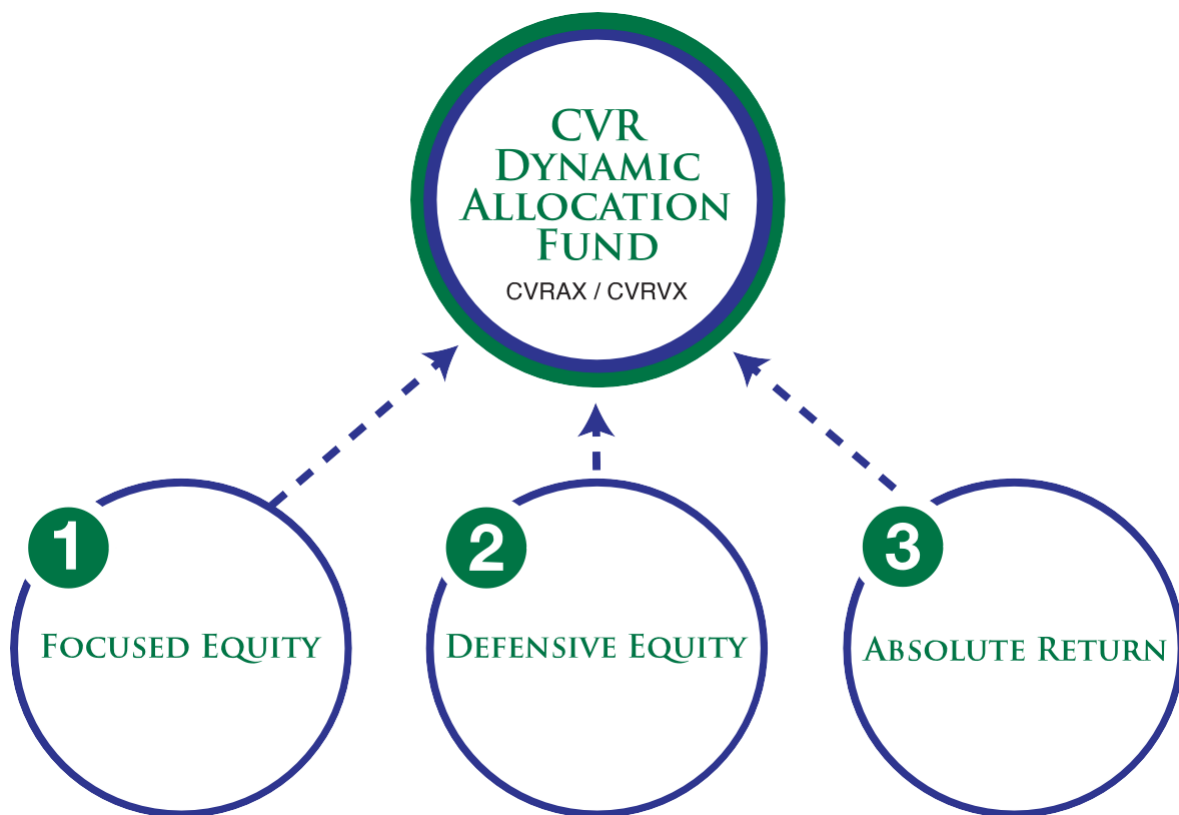 CVR
DYNAMIC
ALLOCATION
FUND
CVRAX / CVRVX
1
FOCUSED EQUITY
2
DEFENSIVE EQUITY
3
ABSOLUTE RETURN